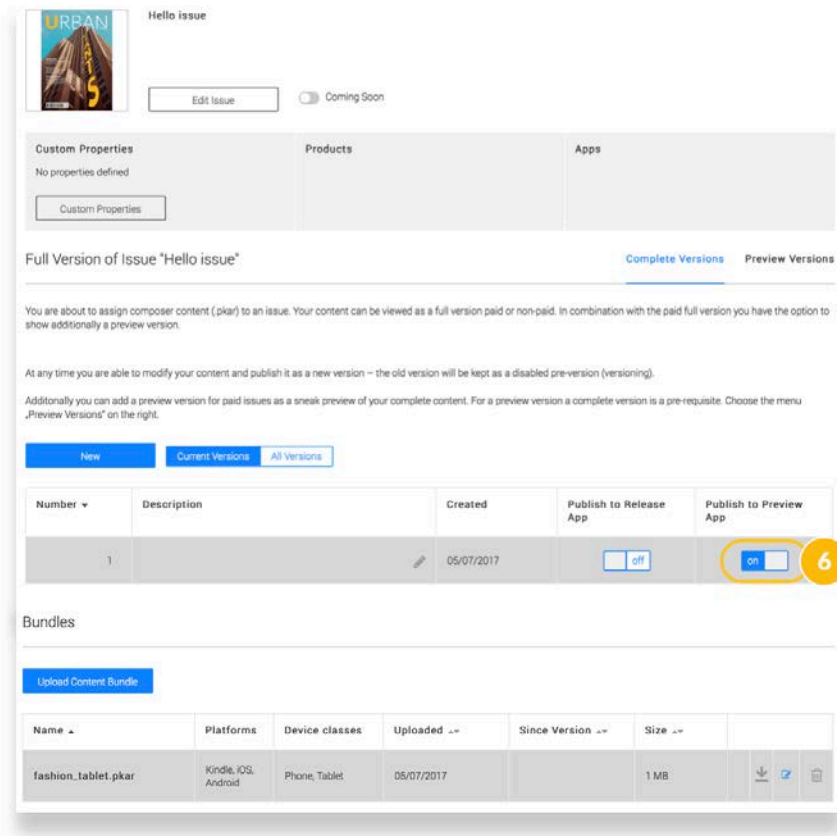 URBAN
Hello issue
Edit Issue
Coming Soon
Custom Properties
Products
Apps
No properties defined
Custom Properties
Full Version of Issue "Hello issue"
Complete Versions
Preview Versions
You are about to assign composer content (.pkar) to an issue. Your content can be viewed as a full version paid or non-paid. In combination with the paid full version you have the option to
show additionally a preview version.
At any time you are able to modify your content and publish it as a new version – the old version will be kept as a disabled pre-version (versioning).
Additonally you can add a preview version for paid issues as a sneak preview of your complete content. For a preview version a complete version is a pre-requisite. Choose the menu
„Preview Versions" on the right.
New
Current Versions
All Versions
Number
Description
Created
Publish to Release
App
Publish to Preview
App
1
05/07/2017
off
on
6
Bundles
Upload Content Bundle
Name
Platforms
Device classes
Uploaded
Since Version
Size
fashion_tablet.pkar
Kindle, iOS,
Android
Phone, Tablet
05/07/2017
1 MB